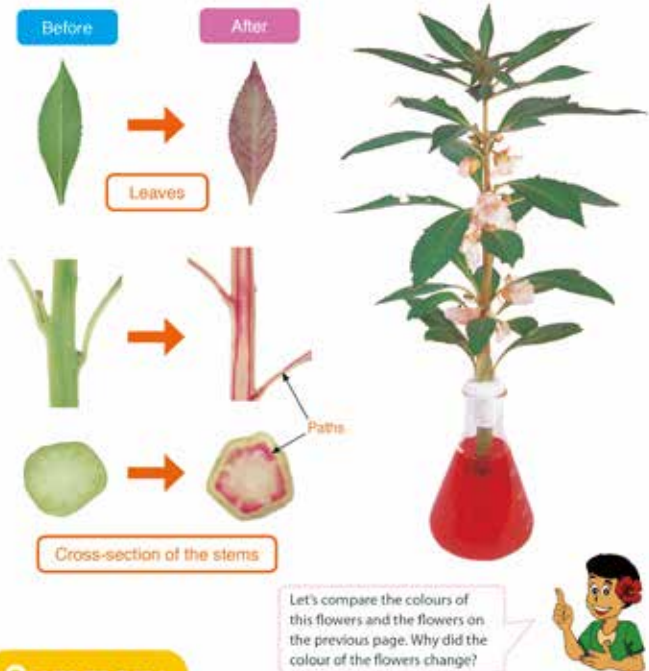 Before
After
Leaves
Paths
Cross-section of the stems
Let's compare the colours of
this flowers and the flowers on
the previous page. Why did the
colour of the flowers change?